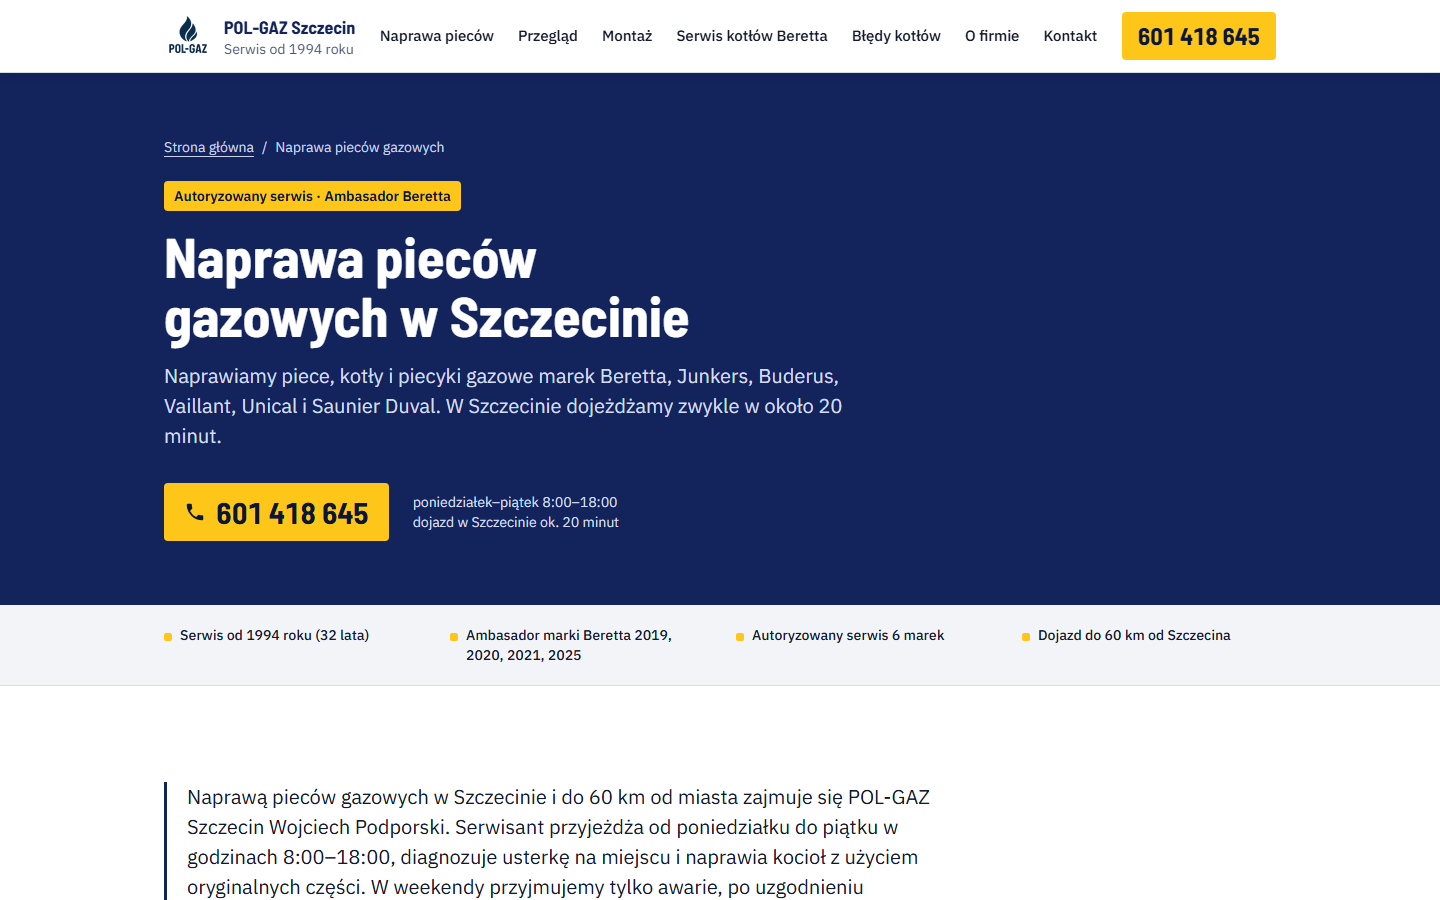 POL-GAZ
POL-GAZ Szczecin
Serwis od 1994 roku
Naprawa pieców
Przegląd
Montaż
Serwis kotłów Beretta
Błędy kotłów
O firmie
Kontakt
601 418 645
Strona główna / Naprawa pieców gazowych
Autoryzowany serwis · Ambasador Beretta
Naprawa pieców
gazowych w Szczecinie
Naprawiamy piece, kotły i piecyki gazowe marek Beretta, Junkers, Buderus,
Vaillant, Unical i Saunier Duval. W Szczecinie dojeżdżamy zwykle w około 20
minut.
601 418 645
poniedziałek–piątek 8:00–18:00
dojazd w Szczecinie ok. 20 minut
Serwis od 1994 roku (32 lata)
Ambasador marki Beretta 2019,
2020, 2021, 2025
Autoryzowany serwis 6 marek
Dojazd do 60 km od Szczecina
Naprawą pieców gazowych w Szczecinie i do 60 km od miasta zajmuje się POL-GAZ
Szczecin Wojciech Podporski. Serwisant przyjeżdża od poniedziałku do piątku w
godzinach 8:00–18:00, diagnozuje usterkę na miejscu i naprawia kocioł z użyciem
oryginalnych części. W weekendy przyjmujemy tylko awarie, po uzgodnieniu